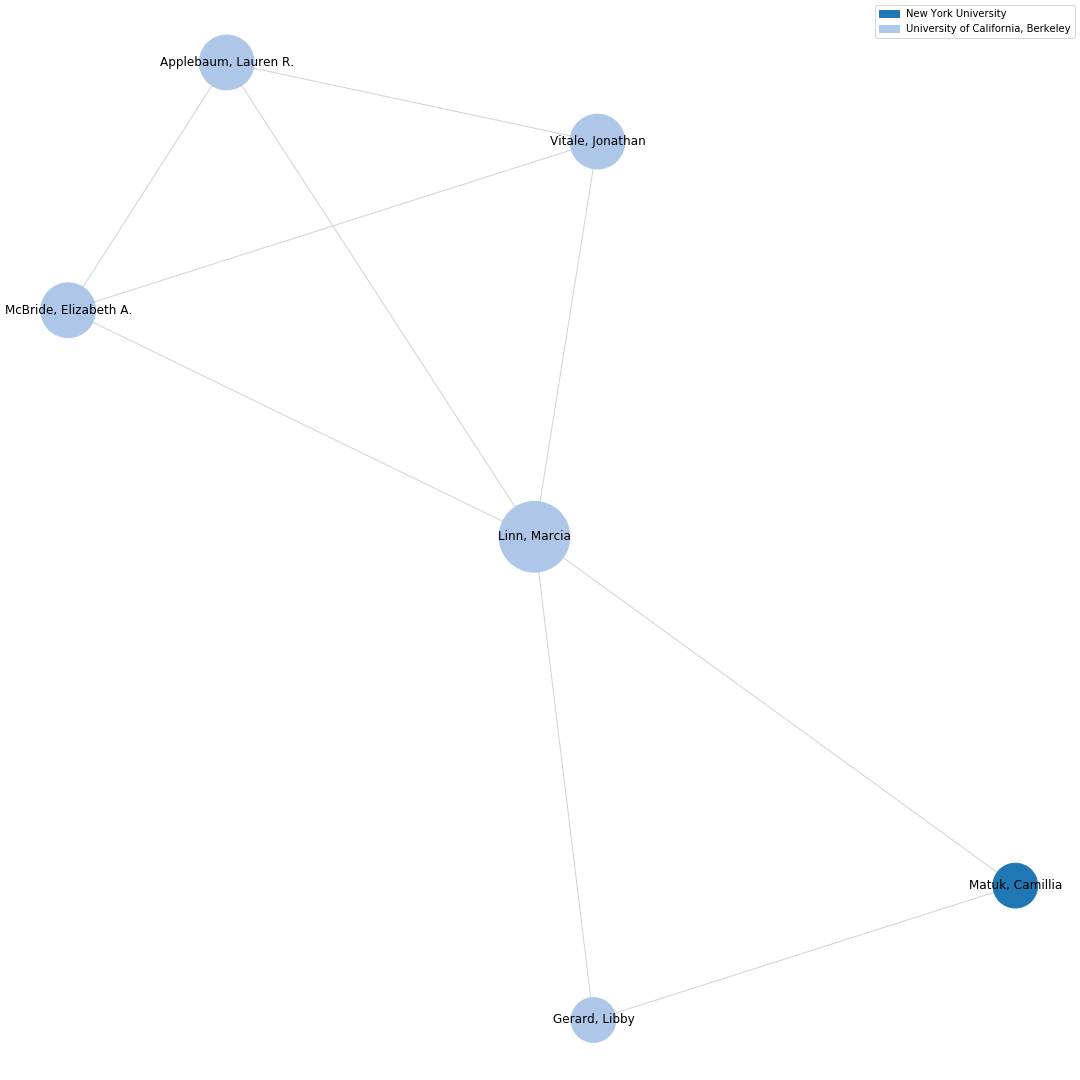 New York University
University of California, Berkeley
Applebaum, Lauren R.
Vitale, Jonathan
McBride, Elizabeth A.
Linn, Marcia
Matuk, Camillia
Gerard, Libby